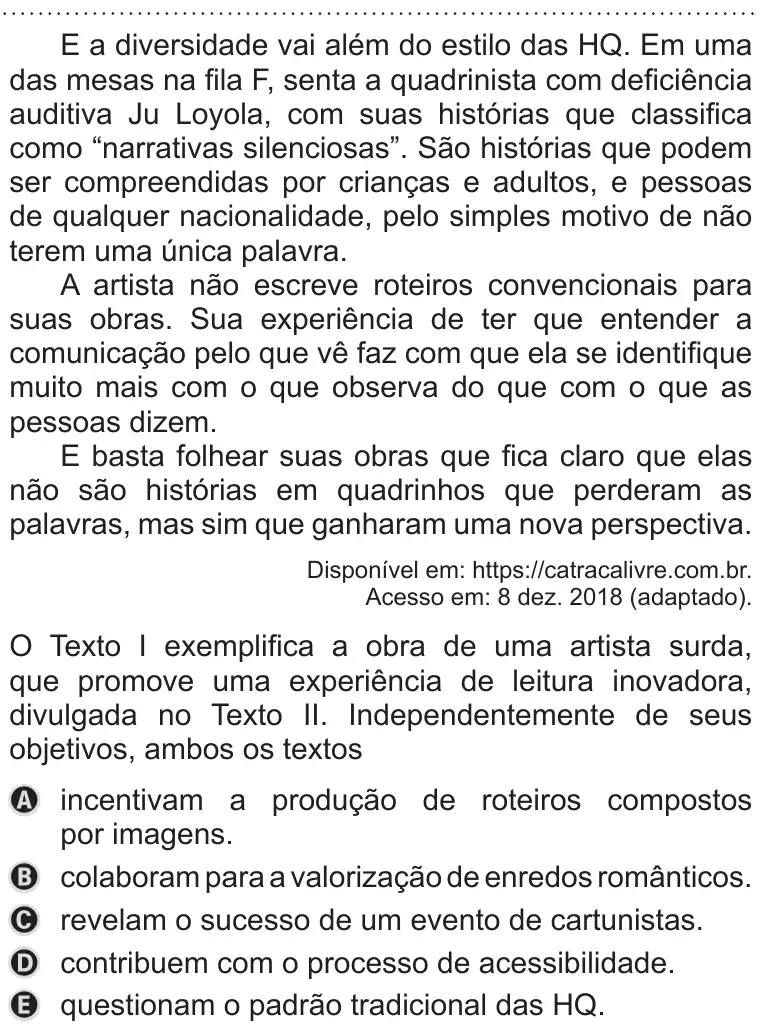 E a diversidade vai além do estilo das HQ. Em uma
das mesas na fila F, senta a quadrinista com deficiência
auditiva Ju Loyola, com suas histórias que classifica
como “narrativas silenciosas”. São histórias que podem
ser compreendidas por crianças e adultos, e pessoas
de qualquer nacionalidade, pelo simples motivo de não
terem uma única palavra.
A artista não escreve roteiros convencionais para
suas obras. Sua experiência de ter que entender a
comunicação pelo que vê faz com que ela se identifique
muito mais com o que observa do que com o que as
pessoas dizem.
E basta folhear suas obras que fica claro que elas
não são histórias em quadrinhos que perderam as
palavras, mas sim que ganharam uma nova perspectiva.
Disponível em: https://catracalivre.com.br.
Acesso em: 8 dez. 2018 (adaptado).
O Texto I exemplifica a obra de uma artista surda,
que promove uma experiência de leitura inovadora,
divulgada no Texto II. Independentemente de seus
objetivos, ambos os textos
A incentivam a produção de roteiros compostos
por imagens.
B colaboram para a valorização de enredos românticos.
C revelam o sucesso de um evento de cartunistas.
D contribuem com o processo de acessibilidade.
E questionam o padrão tradicional das HQ.